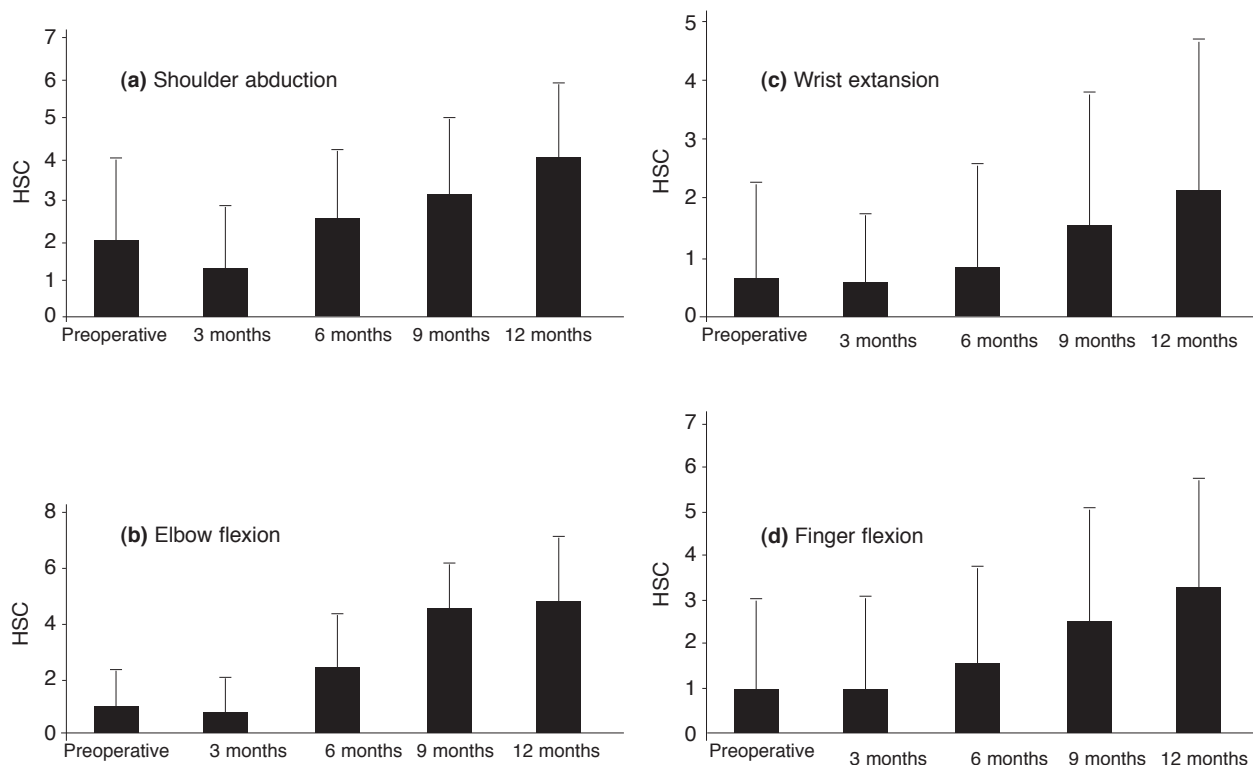 (a) Shoulder abduction
HSC
7
6
5
4
3
2
1
0
Preoperative 3 months 6 months 9 months 12 months
(c) Wrist extansion
HSC
5
4
3
2
1
0
Preoperative 3 months 6 months 9 months 12 months
(b) Elbow flexion
HSC
8
6
4
2
0
Preoperative 3 months 6 months 9 months 12 months
(d) Finger flexion
HSC
7
6
5
4
3
2
1
0
Preoperative 3 months 6 months 9 months 12 months